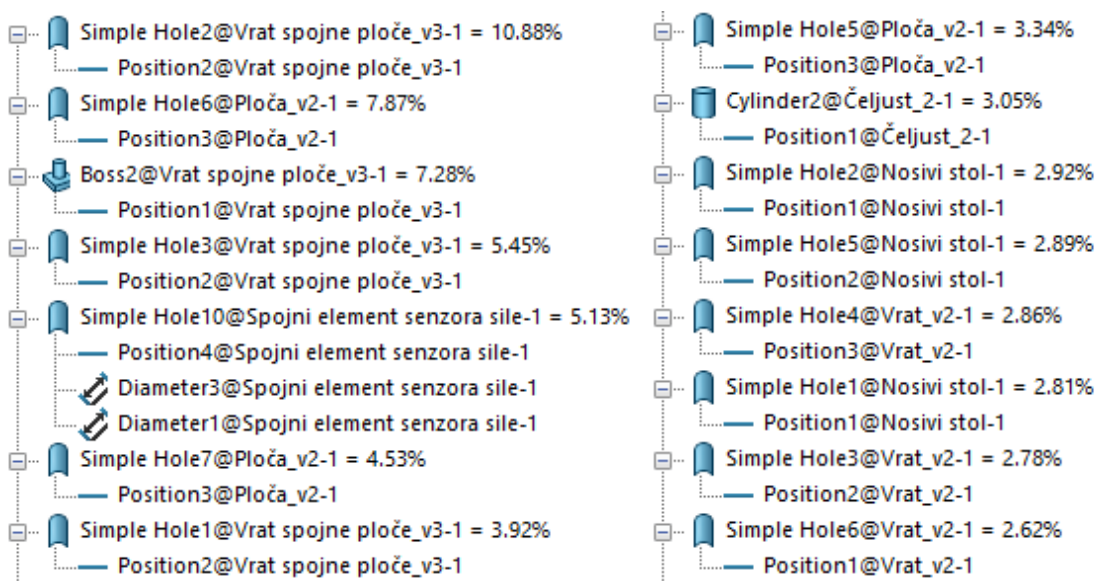 Simple Hole2@Vrat spojne ploče_v3-1 = 10.88%
Position2@Vrat spojne ploče_v3-1
Simple Hole6@Ploča_v2-1 = 7.87%
Position3@Ploča_v2-1
Boss2@Vrat spojne ploče_v3-1 = 7.28%
Position1@Vrat spojne ploče_v3-1
Simple Hole3@Vrat spojne ploče_v3-1 = 5.45%
Position2@Vrat spojne ploče_v3-1
Simple Hole10@Spojni element senzora sile-1 = 5.13%
Position4@Spojni element senzora sile-1
Diameter3@Spojni element senzora sile-1
Diameter1@Spojni element senzora sile-1
Simple Hole7@Ploča_v2-1 = 4.53%
Position3@Ploča_v2-1
Simple Hole1@Vrat spojne ploče_v3-1 = 3.92%
Position2@Vrat spojne ploče_v3-1
Simple Hole5@Ploča_v2-1 = 3.34%
Position3@Ploča_v2-1
Cylinder2@Čeljust_2-1 = 3.05%
Position1@Čeljust_2-1
Simple Hole2@Nosivi stol-1 = 2.92%
Position1@Nosivi stol-1
Simple Hole5@Nosivi stol-1 = 2.89%
Position2@Nosivi stol-1
Simple Hole4@Vrat_v2-1 = 2.86%
Position3@Vrat_v2-1
Simple Hole1@Nosivi stol-1 = 2.81%
Position1@Nosivi stol-1
Simple Hole3@Vrat_v2-1 = 2.78%
Position2@Vrat_v2-1
Simple Hole6@Vrat_v2-1 = 2.62%
Position1@Vrat_v2-1